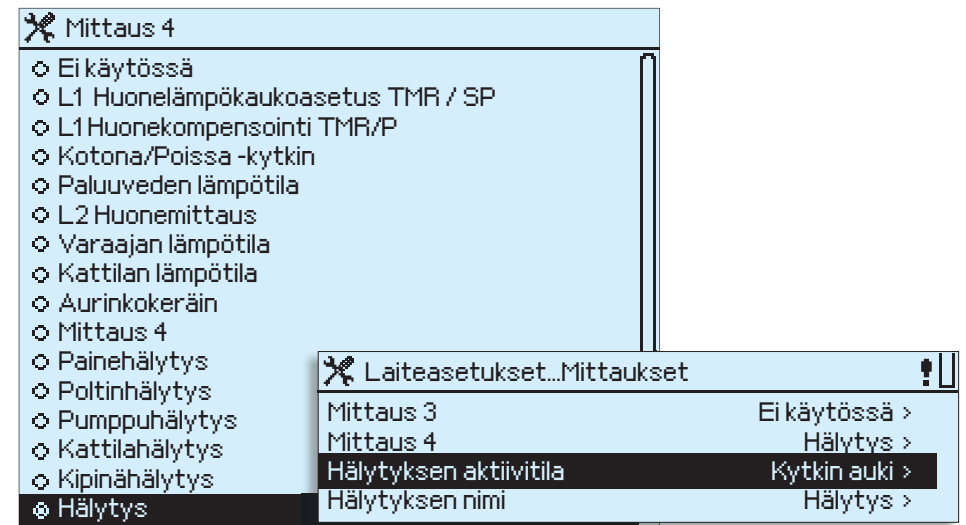 Mittaus 4
Ei käytössä
L1 Huonelämpökaukoasetus TMR / SP
L1 Huonekompensointi TMR/P
Kotona/Poissa -kytkin
Paluuveden lämpötila
L2 Huonemittaus
Varaajan lämpötila
Kattilan lämpötila
Aurinkokeräin
Mittaus 4
Painehälytys
Poltinhälytys
Pumppuhälytys
Kattilahälytys
Kipinähälytys
Hälytys
Laiteasetukset...Mittaukset !
Mittaus 3 Ei käytössä >
Mittaus 4 Hälytys >
Hälytyksen aktiivitila Kytkin auki >
Hälytyksen nimi Hälytys >